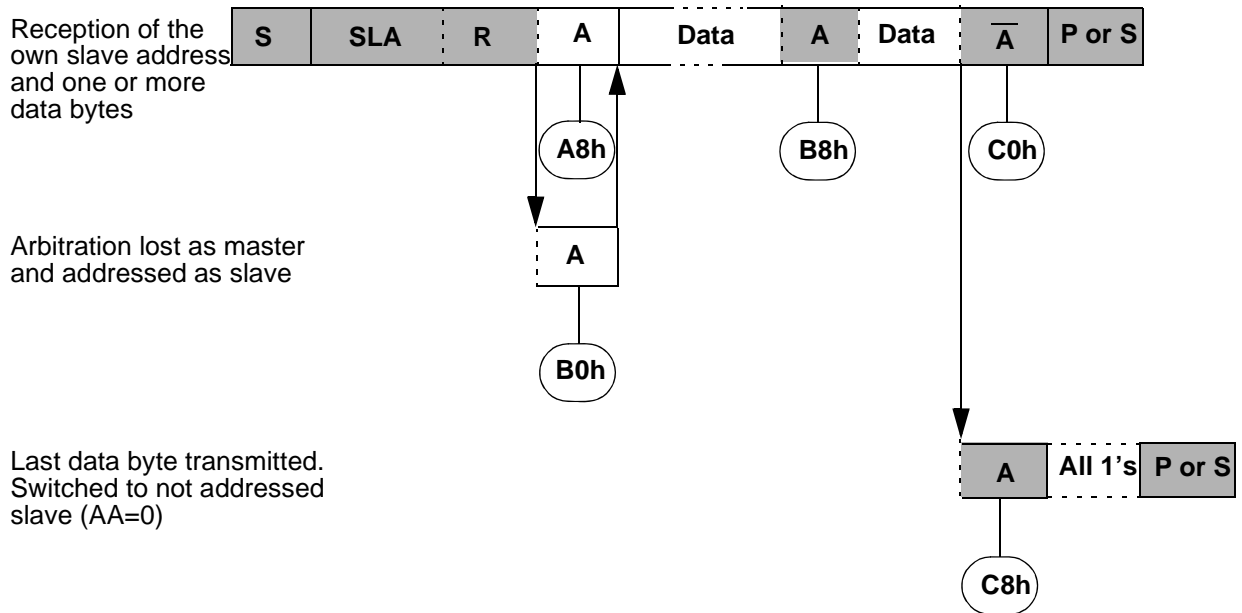 Reception of the
own slave address
and one or more
data bytes
S SLA R A Data A Data A̅ P or S
A8h B8h C0h
Arbitration lost as master
and addressed as slave
A
B0h
Last data byte transmitted.
Switched to not addressed
slave (AA=0)
A All 1's P or S
C8h